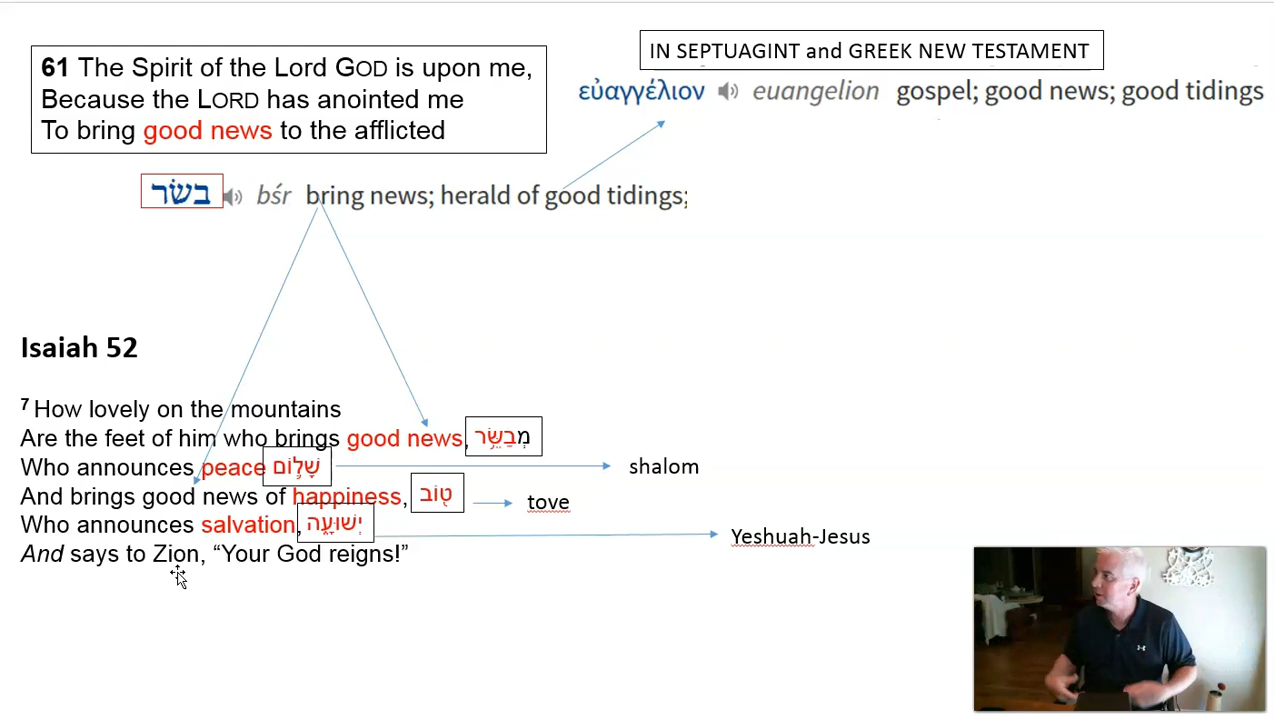 IN SEPTUAGINT and GREEK NEW TESTAMENT
61 The Spirit of the Lord GOD is upon me,
Because the LORD has anointed me
To bring good news to the afflicted
εὐαγγέλιον euangelion gospel; good news; good tidings
בשׂר bśr bring news; herald of good tidings;
Isaiah 52
7 How lovely on the mountains
Are the feet of him who brings good news, מְבַשֵּׂ֗ר
Who announces peace שָׁל֛וֹם shalom
And brings good news of happiness, ט֖וֹב tove
Who announces salvation, יְשׁוּעָ֑ה Yeshuah-Jesus
And says to Zion, “Your God reigns!”